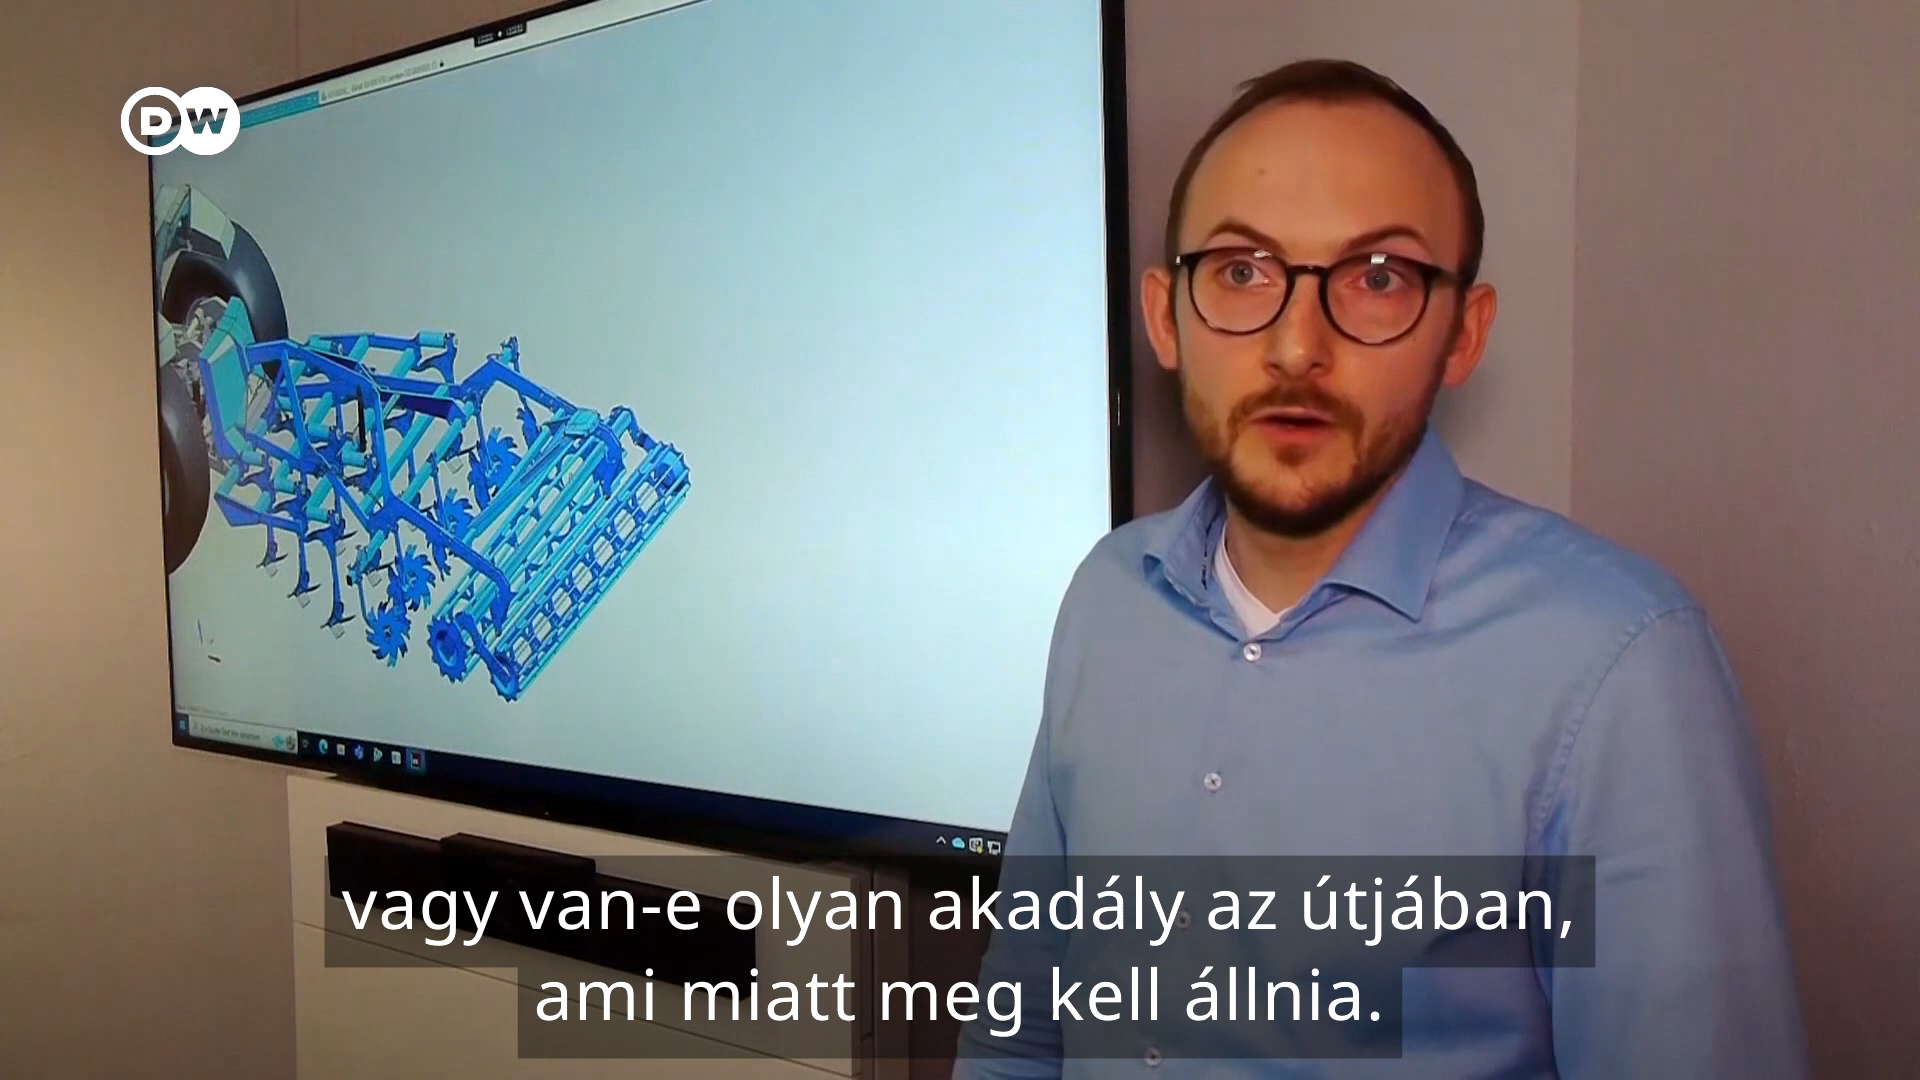 DW
vagy van-e olyan akadály az útjában,
ami miatt meg kell állnia.